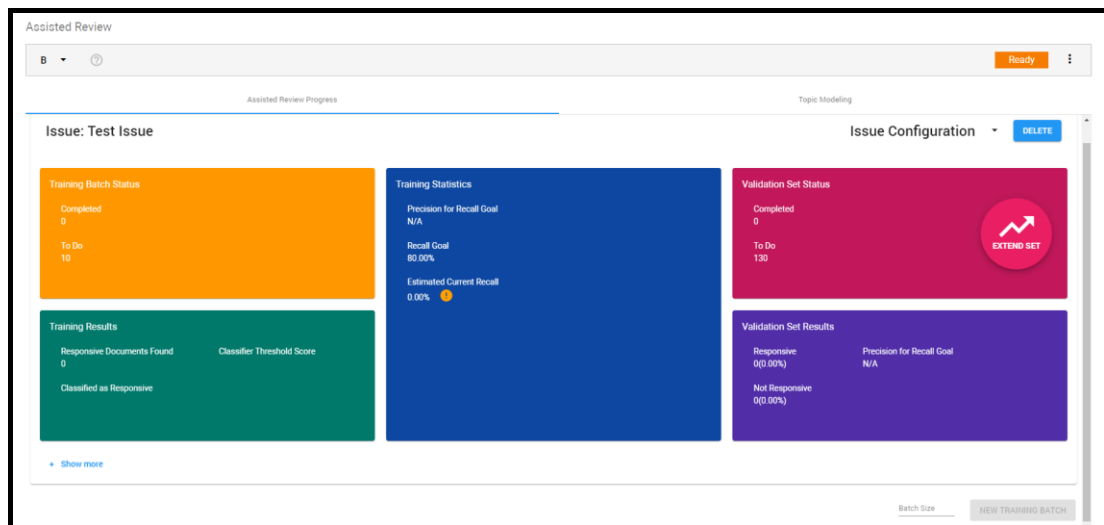 Assisted Review
B
Ready
Assisted Review Progress
Topic Modeling
Issue: Test Issue
Issue Configuration
DELETE
Training Batch Status
Completed
0
To Do
10
Training Statistics
Precision for Recall Goal
N/A
Recall Goal
80.00%
Estimated Current Recall
0.00% !
Validation Set Status
Completed
0
To Do
130
EXTEND SET
Training Results
Responsive Documents Found
0
Classifier Threshold Score
Classified as Responsive
Validation Set Results
Responsive
0(0.00%)
Precision for Recall Goal
N/A
Not Responsive
0(0.00%)
+ Show more
Batch Size
NEW TRAINING BATCH